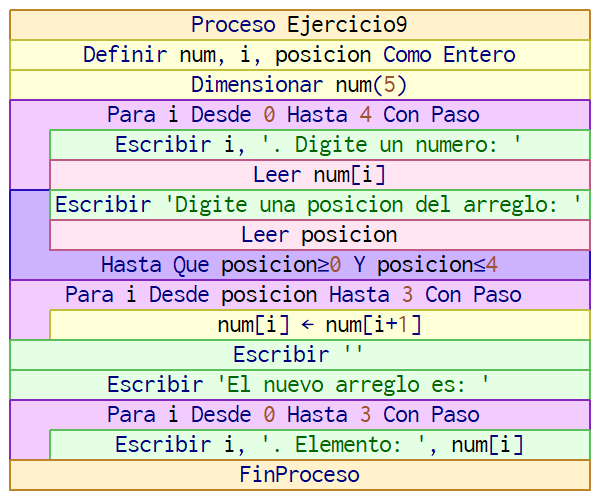 Proceso Ejercicio9
Definir num, i, posicion Como Entero
Dimensionar num(5)
Para i Desde 0 Hasta 4 Con Paso
Escribir i, '. Digite un numero: '
Leer num[i]
Escribir 'Digite una posicion del arreglo: '
Leer posicion
Hasta Que posicion≥0 Y posicion≤4
Para i Desde posicion Hasta 3 Con Paso
num[i] ← num[i+1]
Escribir ''
Escribir 'El nuevo arreglo es: '
Para i Desde 0 Hasta 3 Con Paso
Escribir i, '. Elemento: ', num[i]
FinProceso